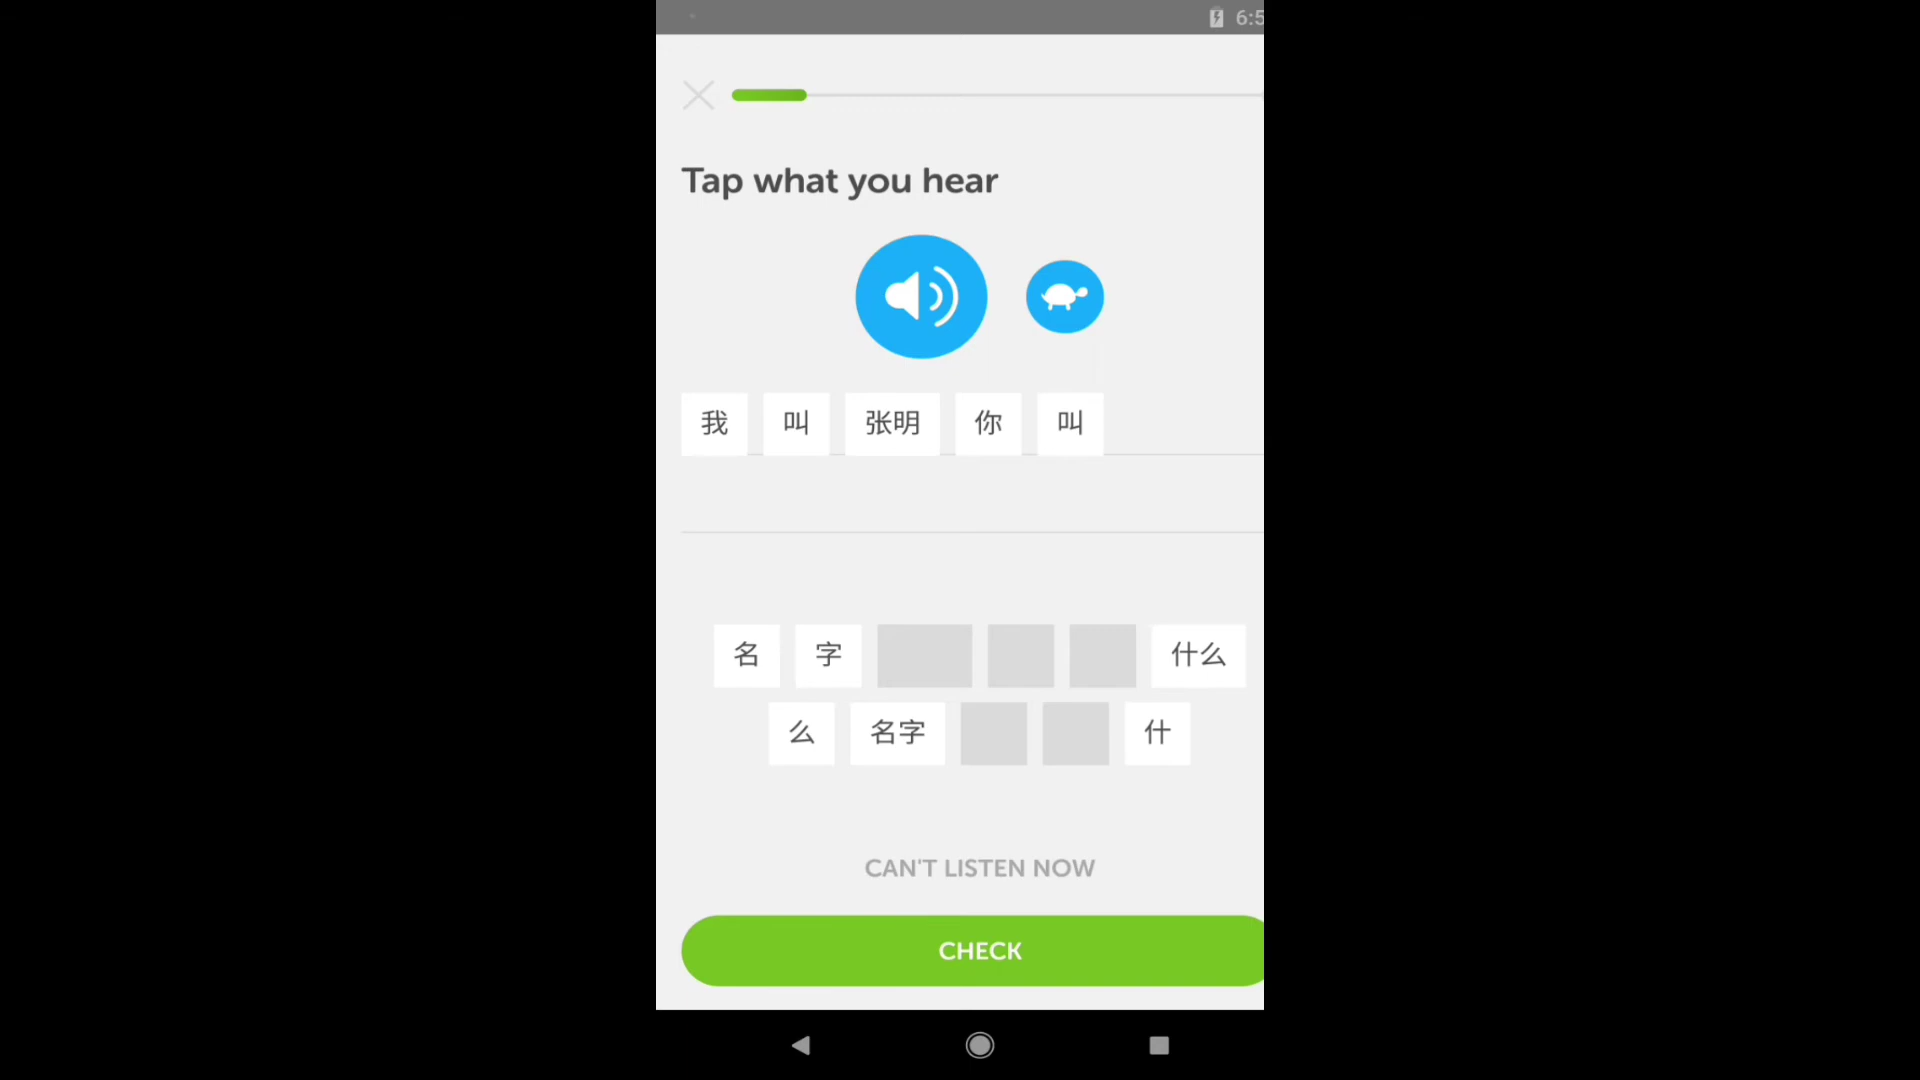 6:5
Tap what you hear
我 叫 张明 你 叫
名 字 什么
么 名字 什
CAN'T LISTEN NOW
CHECK